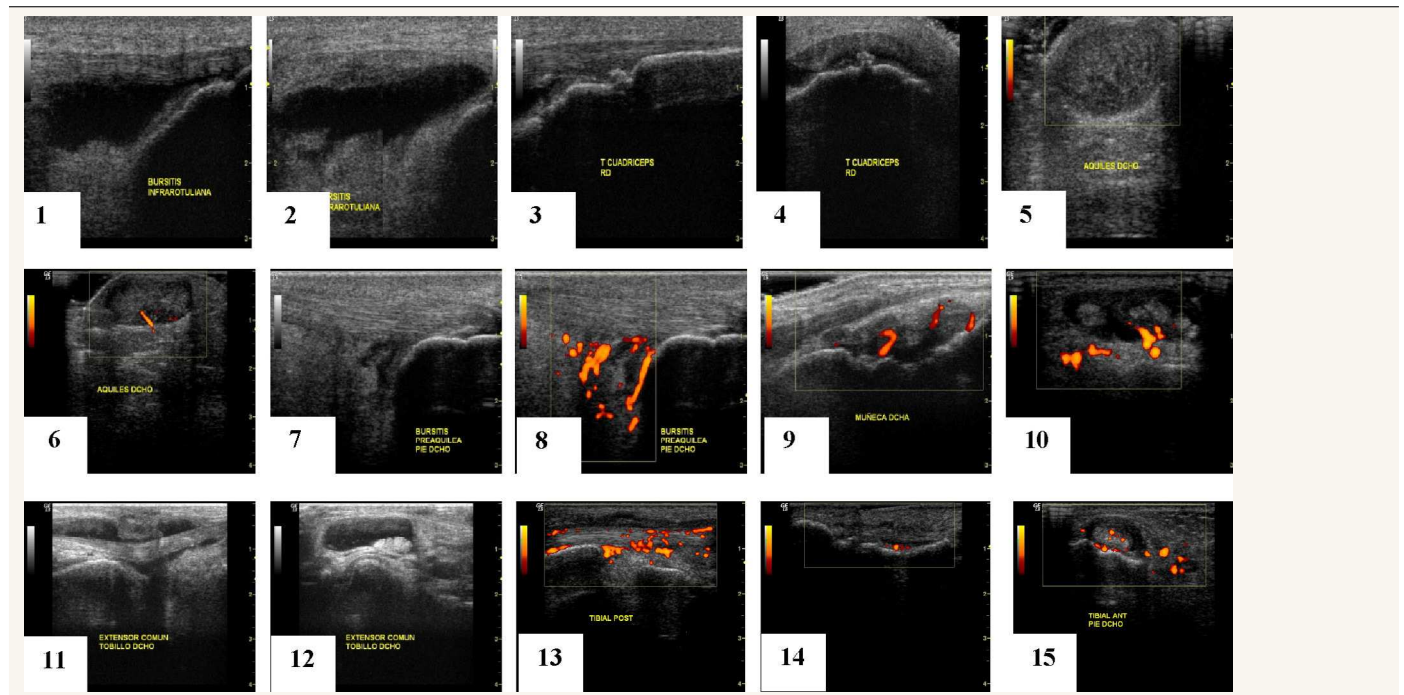 BURSITIS
INFRAROTULIANA
1
RSITIS
RAROTULIANA
2
T CUADRICEPS
RD
3
T CUADRICEPS
RD
4
AQUILES DCHO
5
AQUILES DCHO
6
BURSITIS
PREAQUILEA
PIE DCHO
7
BURSITIS
PREAQUILEA
PIE DCHO
8
MUÑECA DCHA
9
10
EXTENSOR COMUN
TOBILLO DCHO
11
EXTENSOR COMUN
TOBILLO DCHO
12
TIBIAL POST
13
14
TIBIAL ANT
PIE DCHO
15